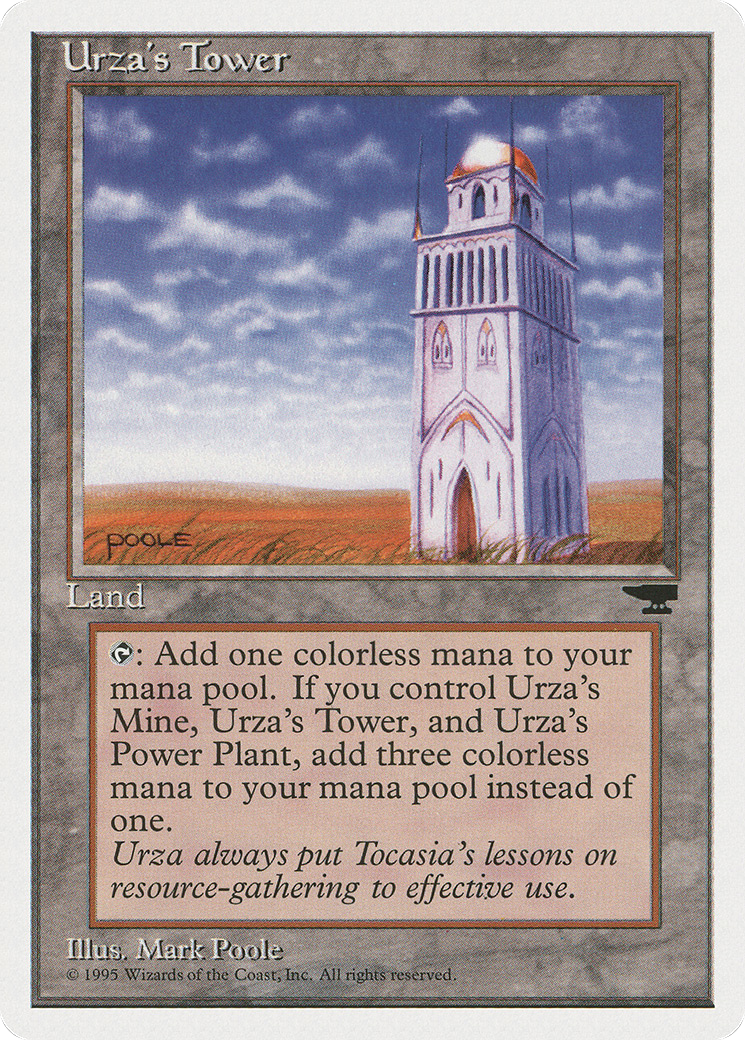 Urza's Tower
POOLE
Land
: Add one colorless mana to your
mana pool. If you control Urza's
Mine, Urza's Tower, and Urza's
Power Plant, add three colorless
mana to your mana pool instead of
one.
Urza always put Tocasia's lessons on
resource-gathering to effective use.
Illus. Mark Poole
© 1995 Wizards of the Coast, Inc. All rights reserved.